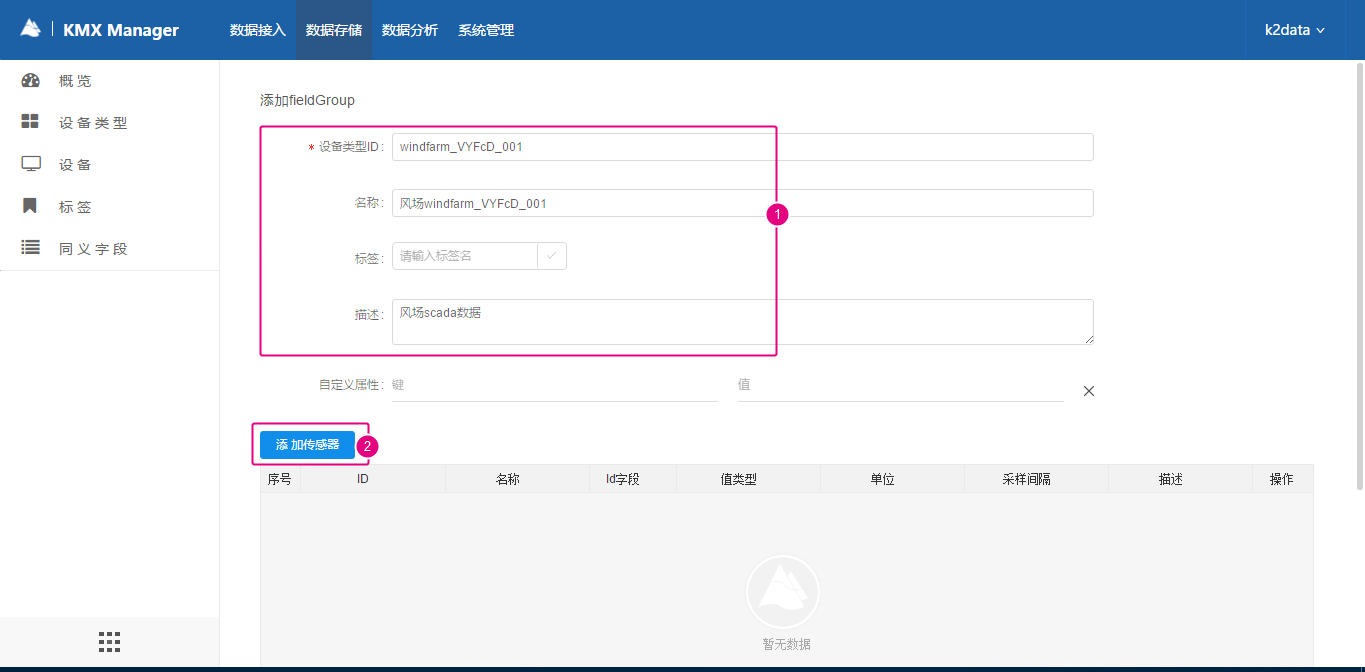 KMX Manager 数据接入 数据存储 数据分析 系统管理 k2data
概览
设备类型
设备
标签
同义字段
添加fieldGroup
* 设备类型ID: windfarm_VYFcD_001
名称: 风场windfarm_VYFcD_001
1
标签: 请输入标签名
描述: 风场scada数据
自定义属性: 键 值
添加传感器 2
序号 ID 名称 Id字段 值类型 单位 采样间隔 描述 操作
暂无数据